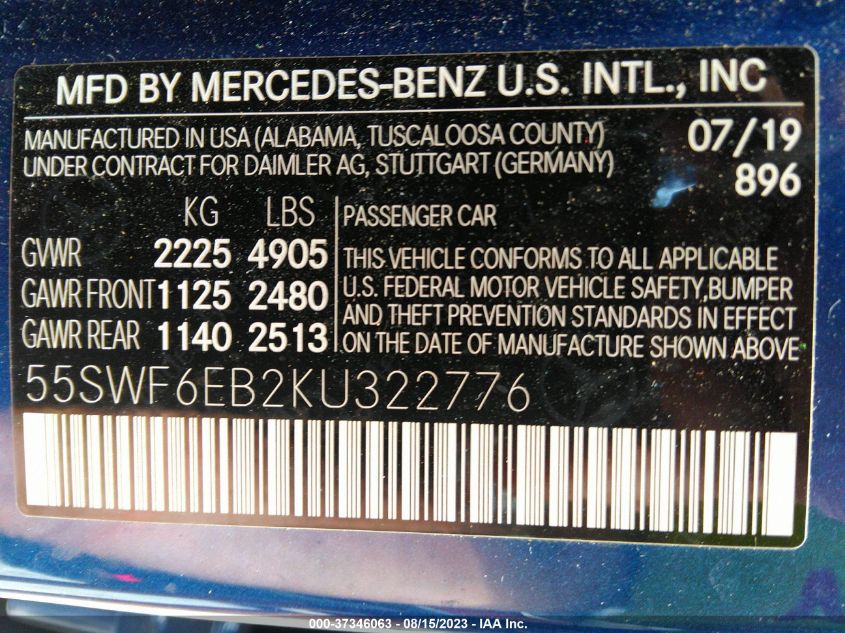 MFD BY MERCEDES-BENZ U.S. INTL., INC
MANUFACTURED IN USA (ALABAMA, TUSCALOOSA COUNTY) 07/19
UNDER CONTRACT FOR DAIMLER AG, STUTTGART (GERMANY) 896
KG LBS
GVWR 2225 4905
GAWR FRONT 1125 2480
GAWR REAR 1140 2513
PASSENGER CAR
THIS VEHICLE CONFORMS TO ALL APPLICABLE
U.S. FEDERAL MOTOR VEHICLE SAFETY, BUMPER
AND THEFT PREVENTION STANDARDS IN EFFECT
ON THE DATE OF MANUFACTURE SHOWN ABOVE
55SWF6EB2KU322776
000-37346063 - 08/15/2023 - IAA Inc.